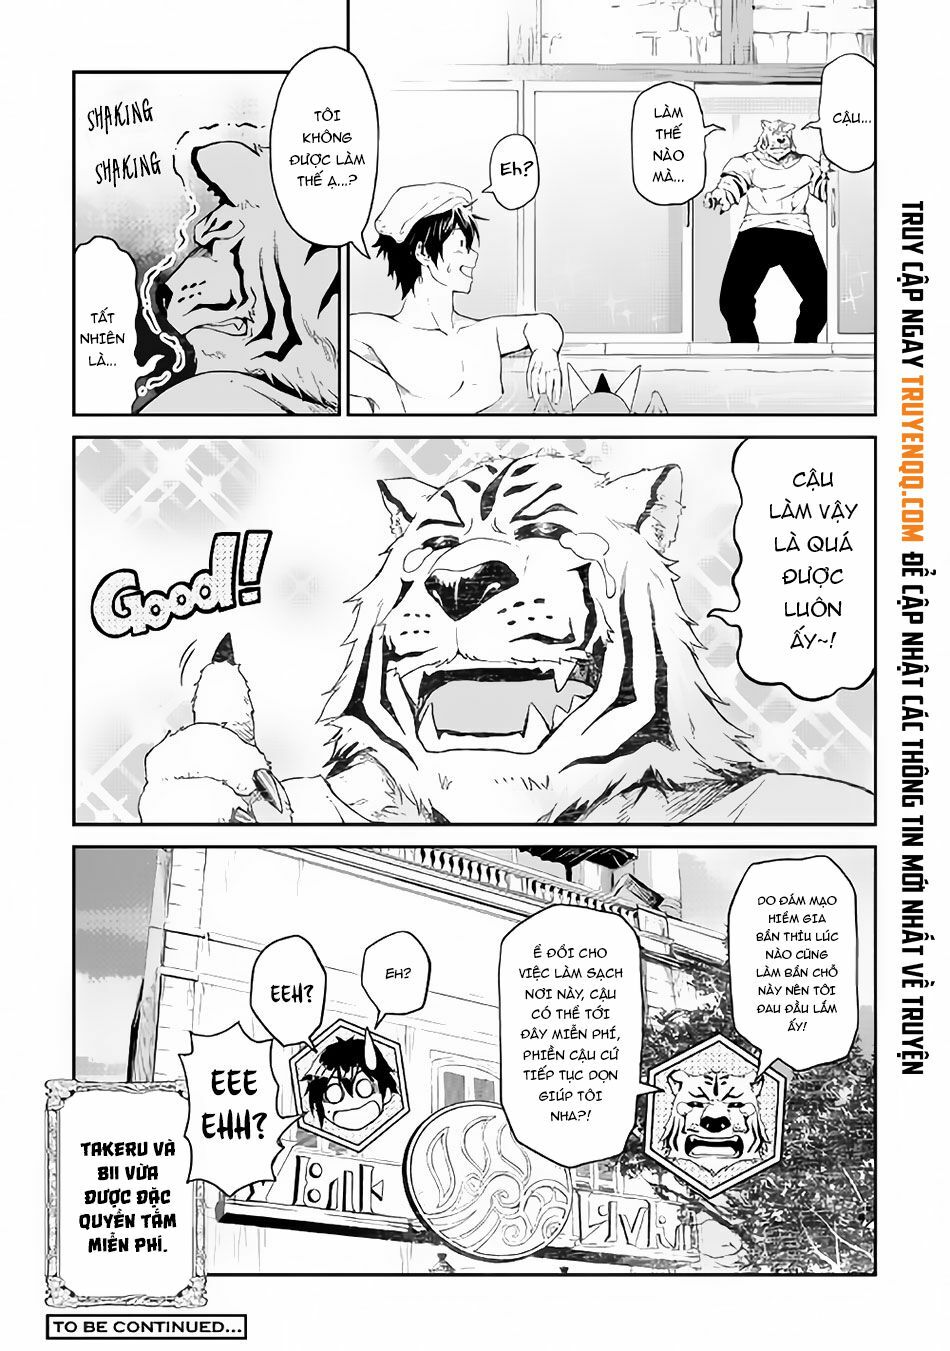 CẬU...
LÀM
THẾ
NÀO
MÀ...
Eh?
TÔI
KHÔNG
ĐƯỢC LÀM
THẾ Ạ...?
SHAKING
SHAKING
TẤT
NHIÊN
LÀ...
CẬU
LÀM VẬY
LÀ QUÁ
ĐƯỢC
LUÔN
ẤY~!
Good!
DO ĐÁM MẠO
HIỂM GIA
BẨN THỈU LÚC
NÀO CŨNG
LÀM BẨN CHỖ
NÀY NÊN TÔI
ĐAU ĐẦU LẮM
ẤY!
Ể ĐỔI CHO
VIỆC LÀM SẠCH
NƠI NÀY, CẬU
CÓ THỂ TỚI
ĐÂY MIỄN PHÍ,
PHIỀN CẬU CỨ
TIẾP TỤC DỌN
GIÚP TÔI
NHA?!
EH?
EEH?
EEE
EHH?
TAKERU VÀ
BII VỪA
ĐƯỢC ĐẶC
QUYỀN TẮM
MIỄN PHÍ.
TO BE CONTINUED...
TRUY CẬP NGAY TRUYENQQ.COM ĐỂ CẬP NHẬT CÁC THÔNG TIN MỚI NHẤT VỀ TRUYỆN